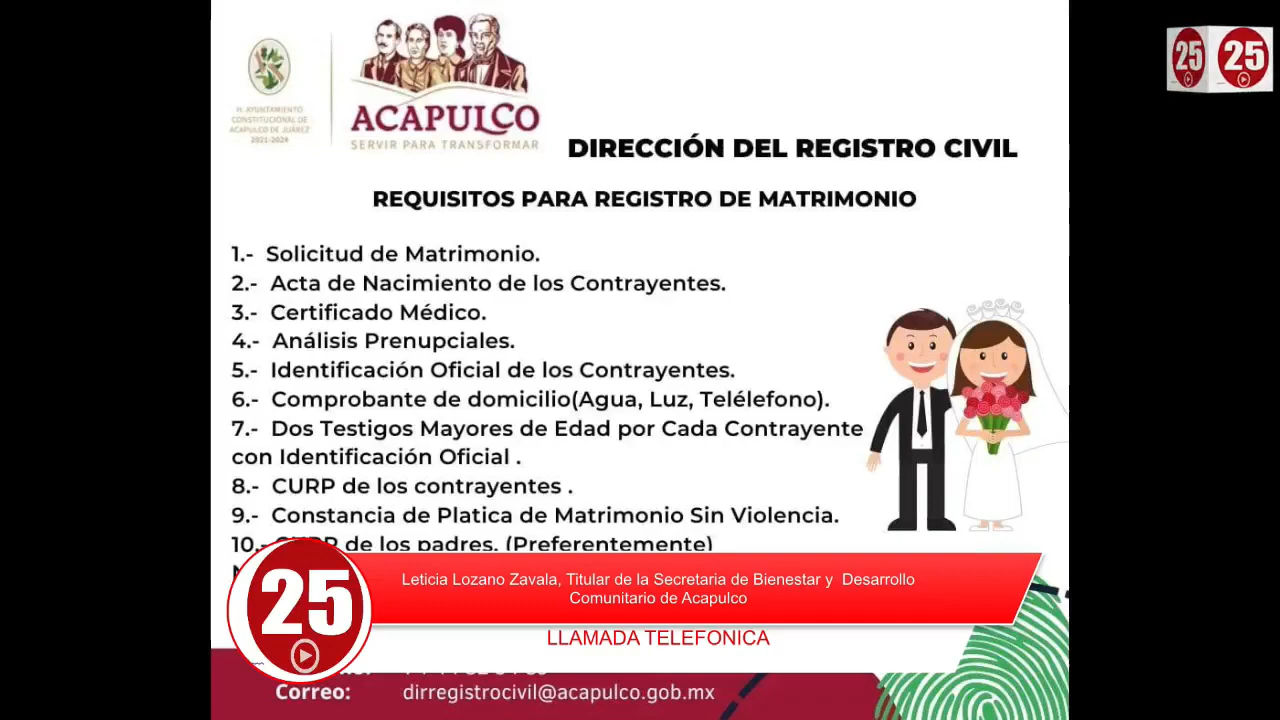 25
25
H. AYUNTAMIENTO
CONSTITUCIONAL DE
ACAPULCO DE JUÁREZ
2021-2024
ACAPULCO
SERVIR PARA TRANSFORMAR
DIRECCIÓN DEL REGISTRO CIVIL
REQUISITOS PARA REGISTRO DE MATRIMONIO
1.- Solicitud de Matrimonio.
2.- Acta de Nacimiento de los Contrayentes.
3.- Certificado Médico.
4.- Análisis Prenupciales.
5.- Identificación Oficial de los Contrayentes.
6.- Comprobante de domicilio(Agua, Luz, Telélefono).
7.- Dos Testigos Mayores de Edad por Cada Contrayente
con Identificación Oficial .
8.- CURP de los contrayentes .
9.- Constancia de Platica de Matrimonio Sin Violencia.
10.- CURP de los padres. (Preferentemente)
25
Leticia Lozano Zavala, Titular de la Secretaria de Bienestar y Desarrollo
Comunitario de Acapulco
LLAMADA TELEFONICA
Correo: dirregistrocivil@acapulco.gob.mx